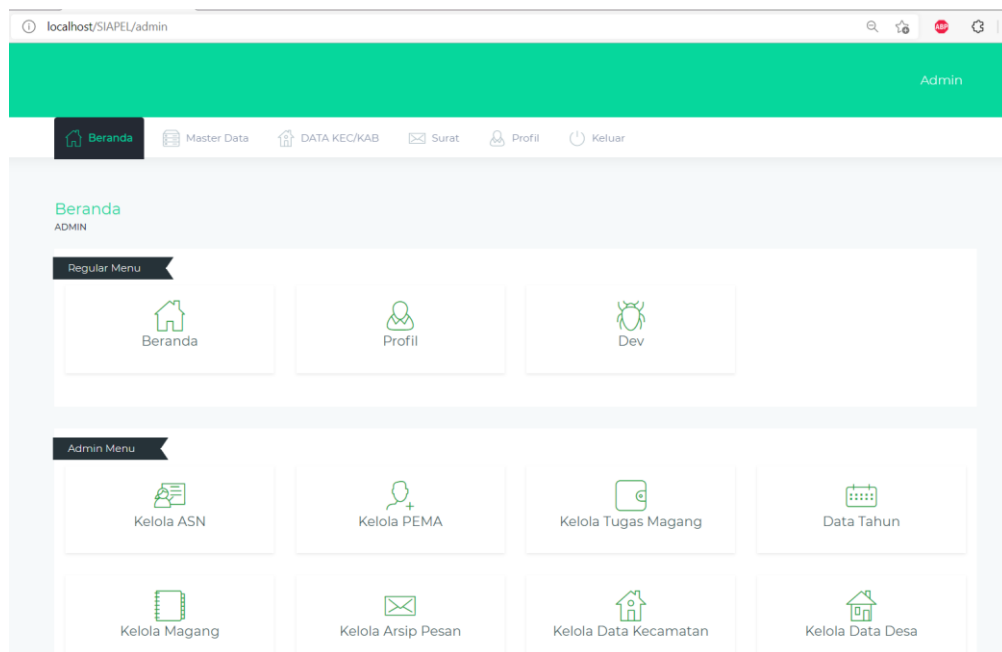 localhost/SIAPEL/admin
ABP
Admin
Beranda Master Data DATA KEC/KAB Surat Profil Keluar
Beranda
ADMIN
Regular Menu
Beranda Profil Dev
Admin Menu
Kelola ASN Kelola PEMA Kelola Tugas Magang Data Tahun
Kelola Magang Kelola Arsip Pesan Kelola Data Kecamatan Kelola Data Desa